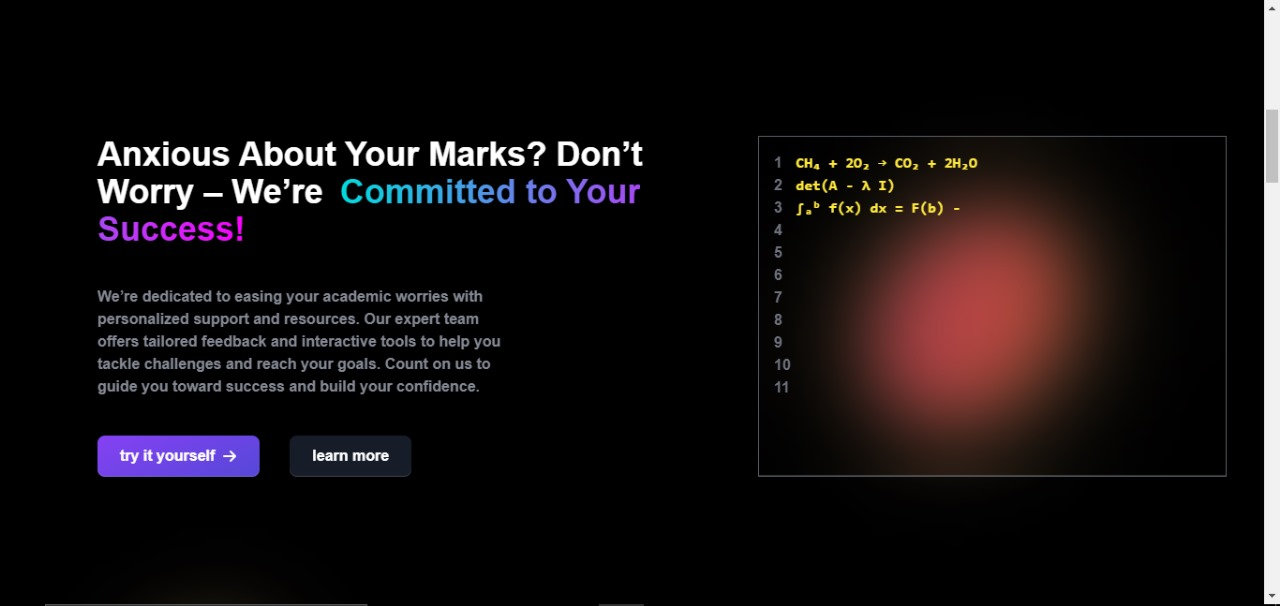 Anxious About Your Marks? Don’t
Worry – We’re Committed to Your
Success!
We’re dedicated to easing your academic worries with
personalized support and resources. Our expert team
offers tailored feedback and interactive tools to help you
tackle challenges and reach your goals. Count on us to
guide you toward success and build your confidence.
try it yourself →
learn more
1 CH₄ + 2O₂ → CO₂ + 2H₂O
2 det(A - λ I)
3 ∫ₐᵇ f(x) dx = F(b) -
4
5
6
7
8
9
10
11